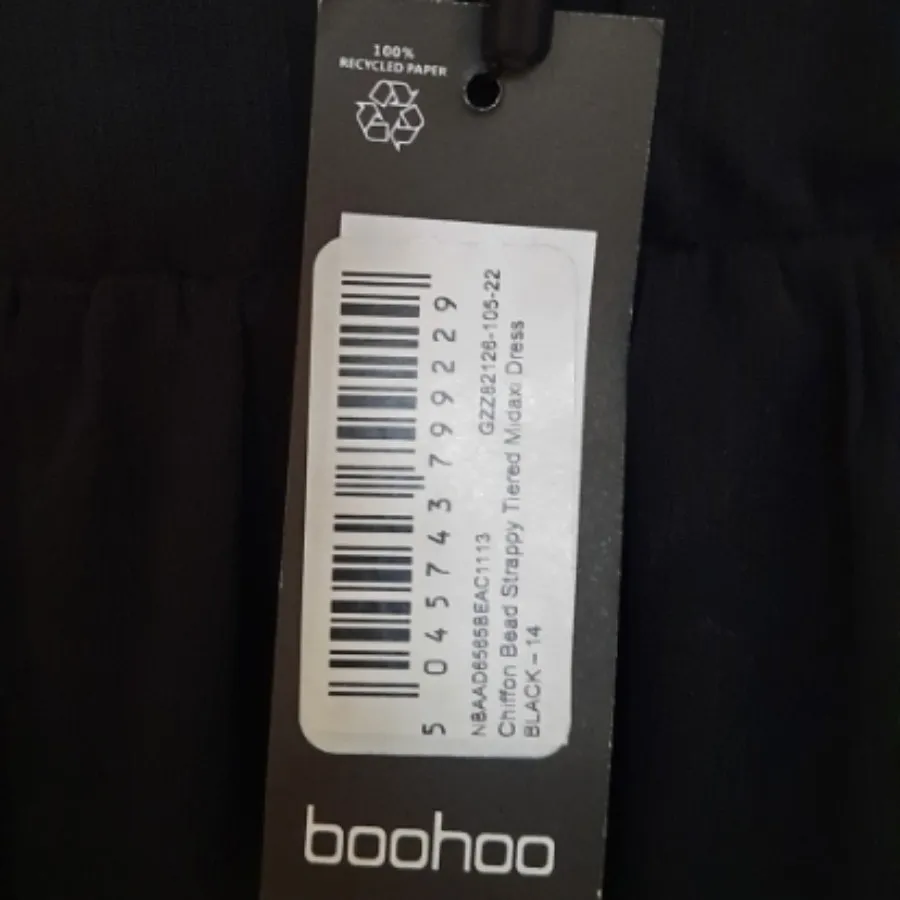 100%
RECYCLED PAPER
5 045743 799229
NBAAD6565BEAC1113 GZZ82126-105-22
Chiffon Bead Strappy Tiered Midaxi Dress
BLACK – 14
boohoo